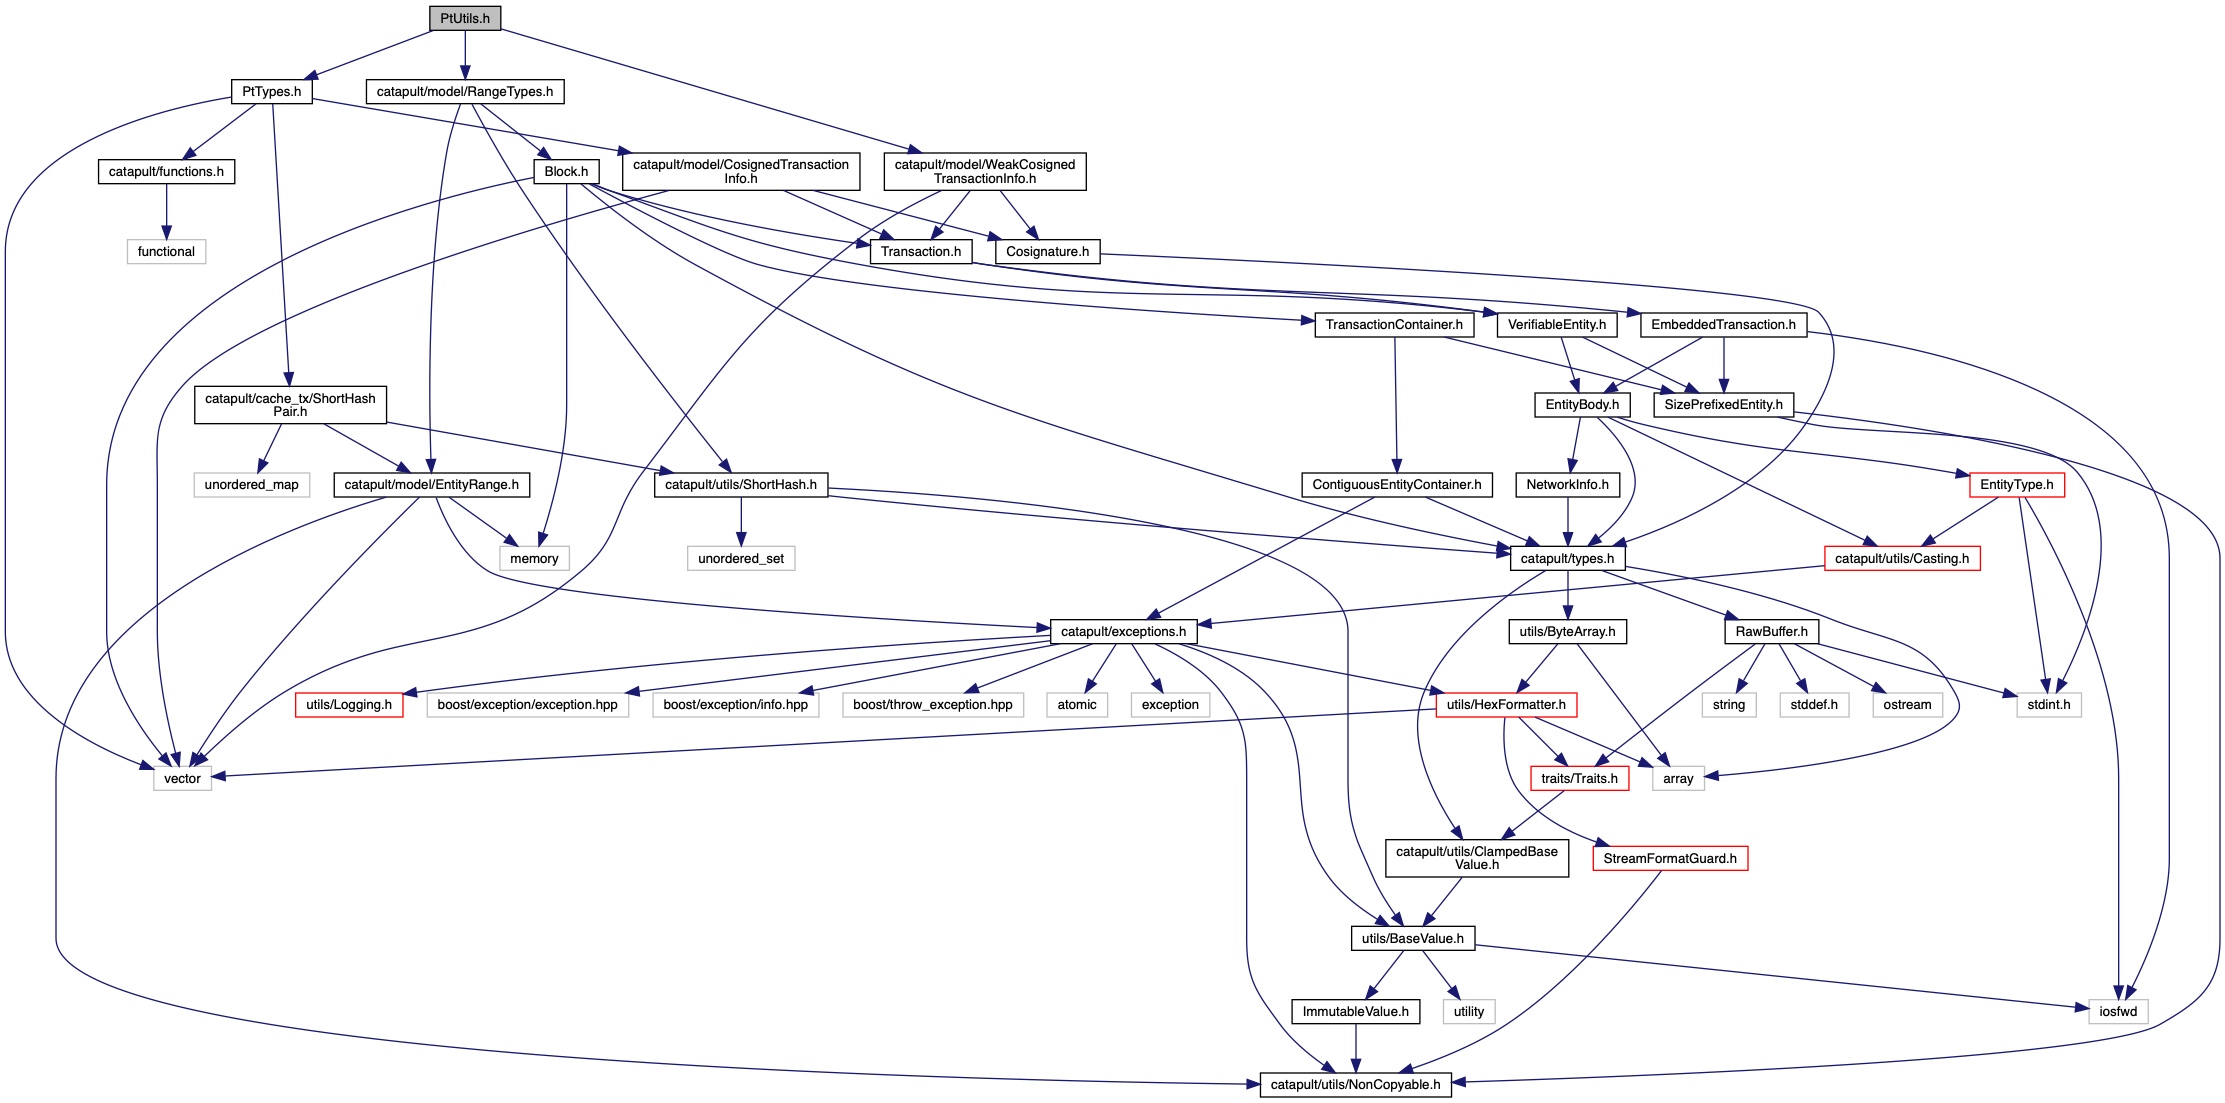 PtUtils.h
PtTypes.h
catapult/model/RangeTypes.h
catapult/functions.h
Block.h
catapult/model/CosignedTransaction
Info.h
catapult/model/WeakCosigned
TransactionInfo.h
functional
Transaction.h
Cosignature.h
TransactionContainer.h
VerifiableEntity.h
EmbeddedTransaction.h
catapult/cache_tx/ShortHash
Pair.h
EntityBody.h
SizePrefixedEntity.h
unordered_map
catapult/model/EntityRange.h
catapult/utils/ShortHash.h
ContiguousEntityContainer.h
NetworkInfo.h
EntityType.h
memory
unordered_set
catapult/types.h
catapult/utils/Casting.h
catapult/exceptions.h
utils/ByteArray.h
RawBuffer.h
utils/Logging.h
boost/exception/exception.hpp
boost/exception/info.hpp
boost/throw_exception.hpp
atomic
exception
utils/HexFormatter.h
string
stddef.h
ostream
stdint.h
vector
traits/Traits.h
array
catapult/utils/ClampedBase
Value.h
StreamFormatGuard.h
utils/BaseValue.h
ImmutableValue.h
utility
iosfwd
catapult/utils/NonCopyable.h